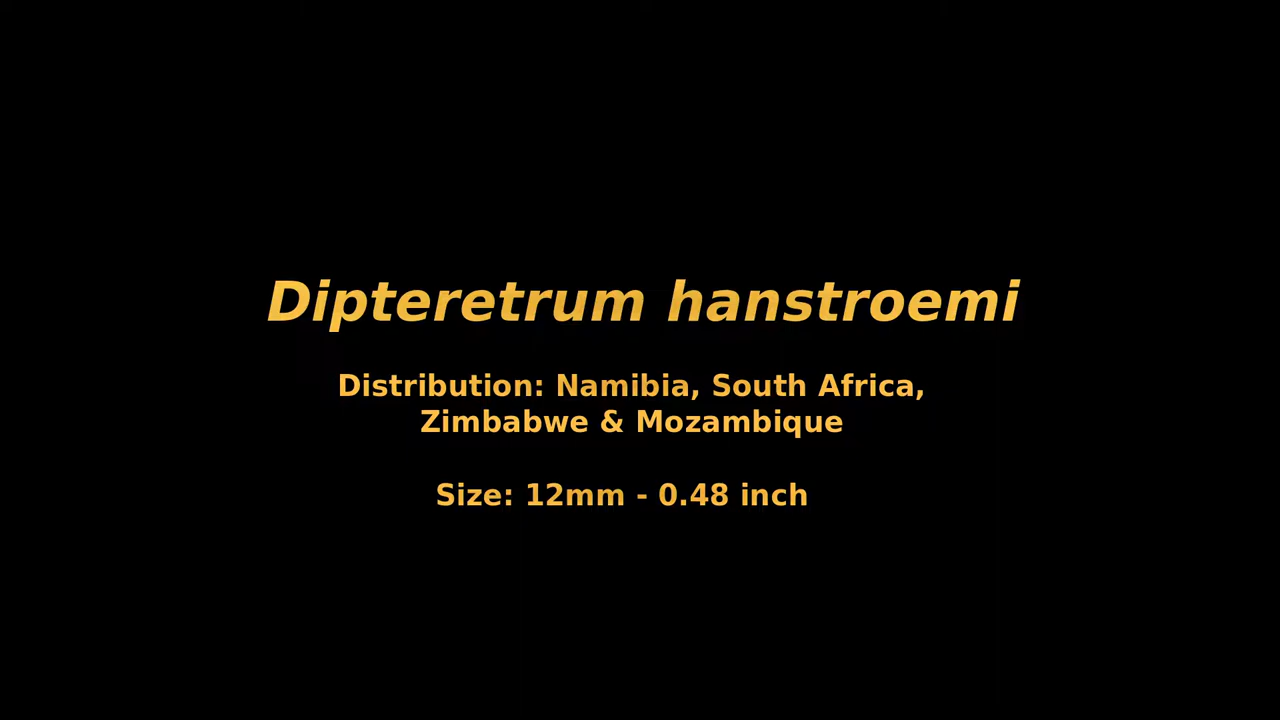 Dipteretrum hanstroemi
Distribution: Namibia, South Africa,
Zimbabwe & Mozambique
Size: 12mm - 0.48 inch